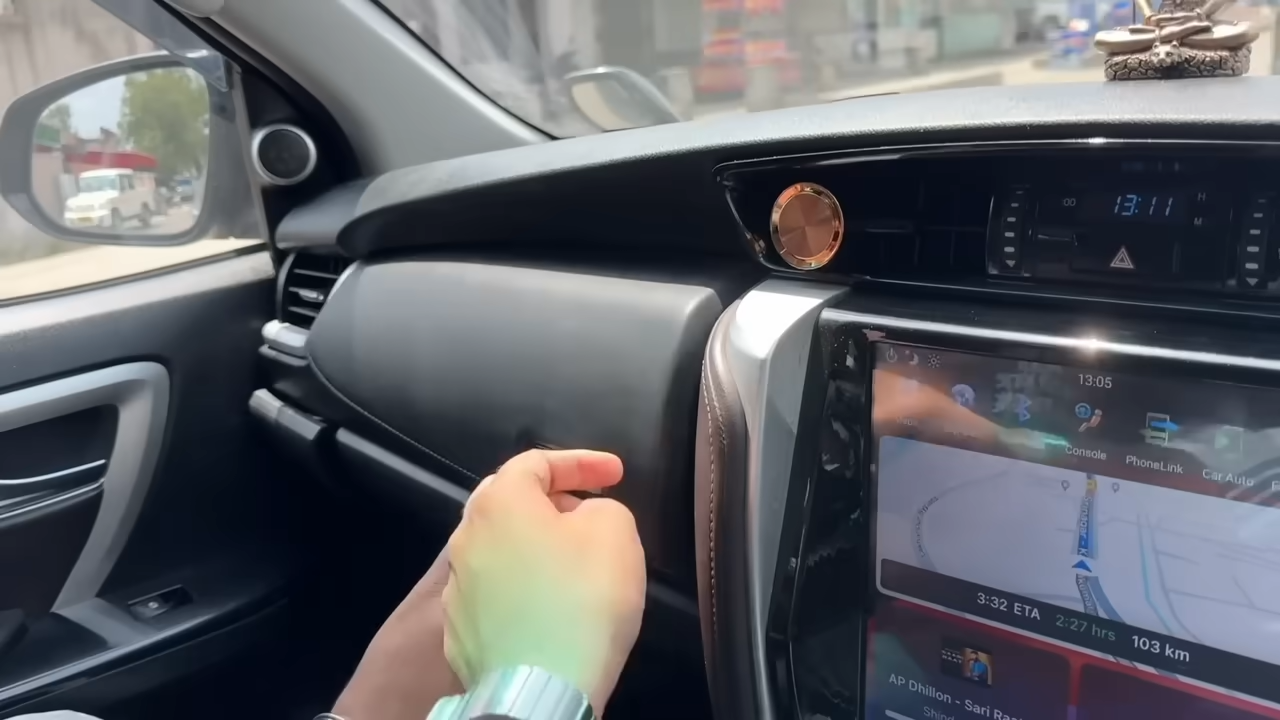 00
13:11
H
M
13:05
Console
PhoneLink
Car Auto
3:32 ETA
2:27 hrs
103 km
AP Dhillon - Sari